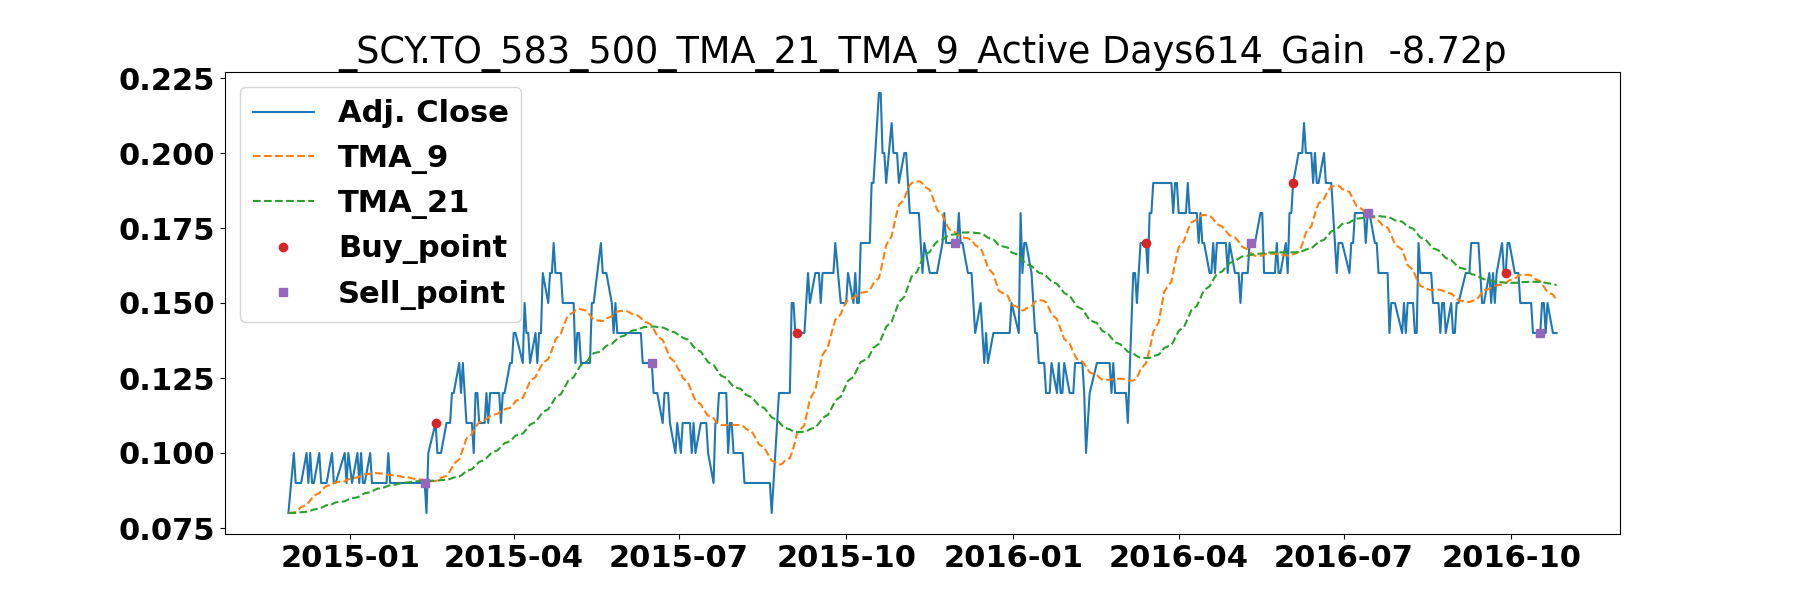 _SCY.TO_583_500_TMA_21_TMA_9_Active Days614_Gain  -8.72p
0.225
0.200
0.175
0.150
0.125
0.100
0.075
Adj. Close
TMA_9
TMA_21
Buy_point
Sell_point
2015-01 2015-04 2015-07 2015-10 2016-01 2016-04 2016-07 2016-10